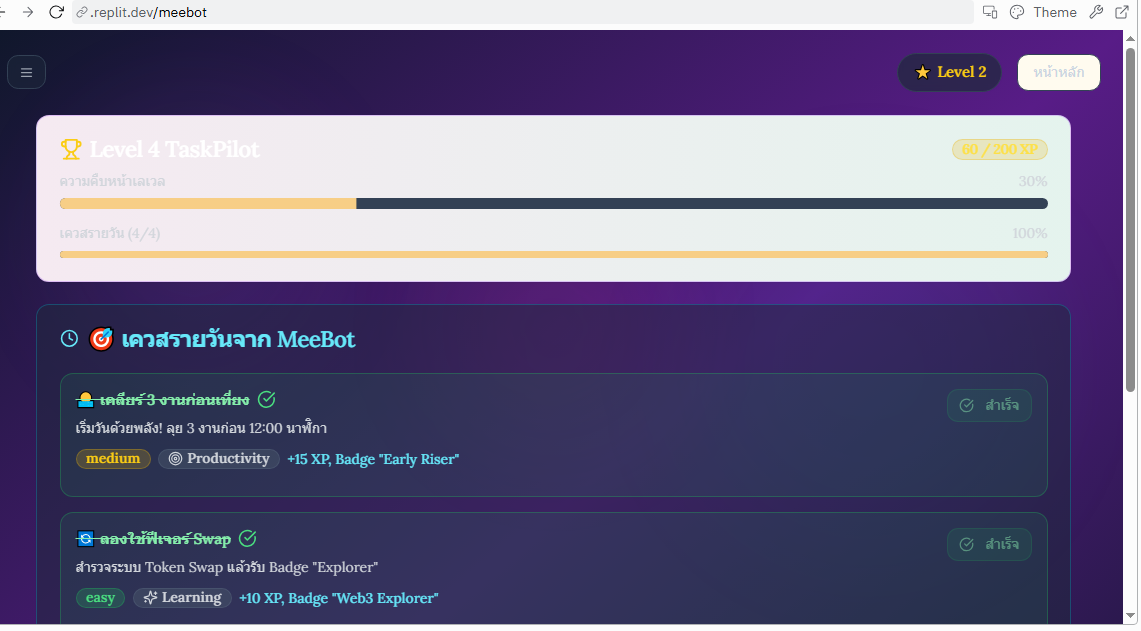 .replit.dev/meebot
Theme
Level 2
หน้าหลัก
Level 4 TaskPilot
60 / 200 XP
ความคืบหน้าเลเวล
30%
เควสรายวัน (4/4)
100%
🎯 เควสรายวันจาก MeeBot
เคลียร์ 3 งานก่อนเที่ยง
สำเร็จ
เริ่มวันด้วยพลัง! ลุย 3 งานก่อน 12:00 นาฬิกา
medium
Productivity
+15 XP, Badge "Early Riser"
ลองใช้ฟีเจอร์ Swap
สำเร็จ
สำรวจระบบ Token Swap แล้วรับ Badge "Explorer"
easy
Learning
+10 XP, Badge "Web3 Explorer"